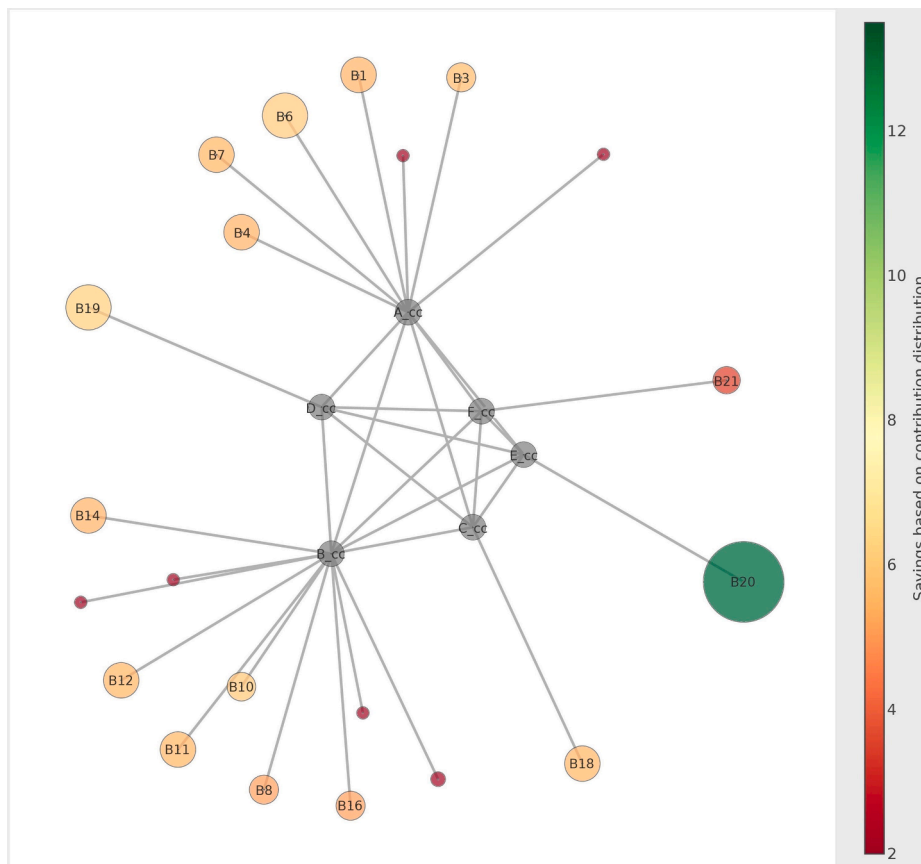 B1
B3
B6
12
B7
B4
10
B19
A_cc
B21
D_cc
F_cc
8
E_cc
Savings based on contribution distribution
B14
C_cc
B_cc
6
B20
B12
B10
4
B11
B18
B8
B16
2